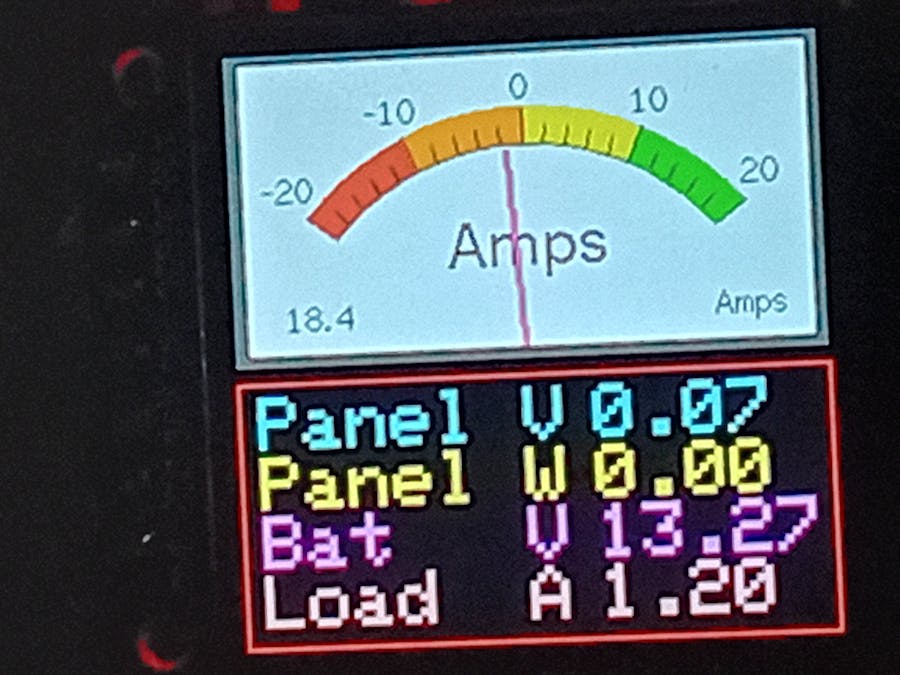 -20 -10 0 10 20
Amps
18.4 Amps
Panel V 0.07
Panel W 0.00
Bat V 13.27
Load A 1.20